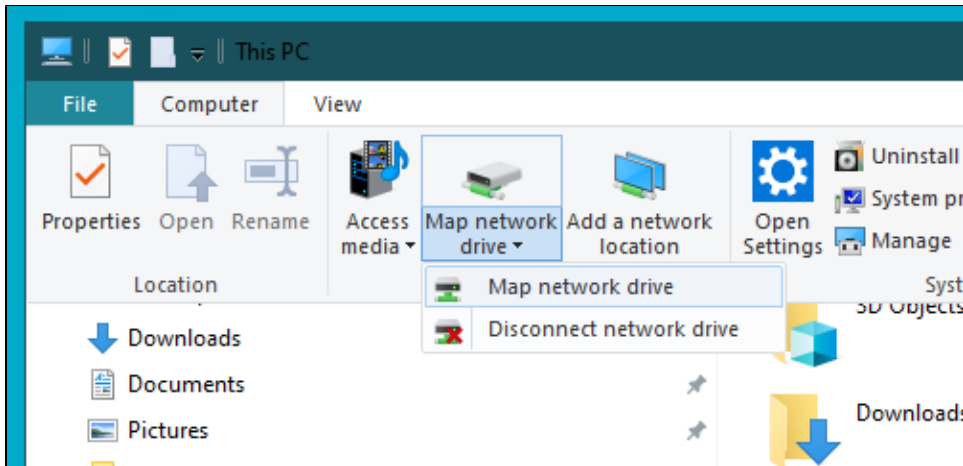 This PC
File
Computer
View
Properties
Open
Rename
Access
media
Map network
drive
Add a network
location
Open
Settings
Uninstall
System pr
Manage
Location
Syst
Map network drive
Disconnect network drive
3D Objects
Downloads
Documents
Pictures
Downloads